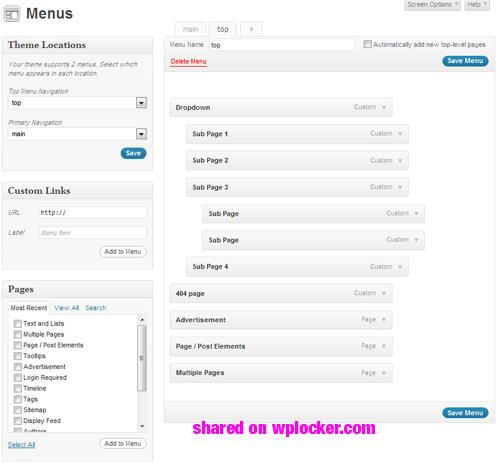 Menus
Screen Options Help
Theme Locations
Your theme supports 2 menus. Select which
menu appears in each location.
Top Menu Navigation
top
Primary Navigation
main
Save
Custom Links
URL http://
Label Menu Item
Add to Menu
Pages
Most Recent View All Search
Text and Lists
Multiple Pages
Page / Post Elements
Tooltips
Advertisement
Login Required
Timeline
Tags
Sitemap
Display Feed
Authors
Select All Add to Menu
main top +
Menu Name top Automatically add new top-level pages
Delete Menu Save Menu
Dropdown Custom
Sub Page 1 Custom
Sub Page 2 Custom
Sub Page 3 Custom
Sub Page Custom
Sub Page Custom
Sub Page 4 Custom
404 page Custom
Advertisement Page
Page / Post Elements Page
Multiple Pages Page
Save Menu
shared on wplocker.com